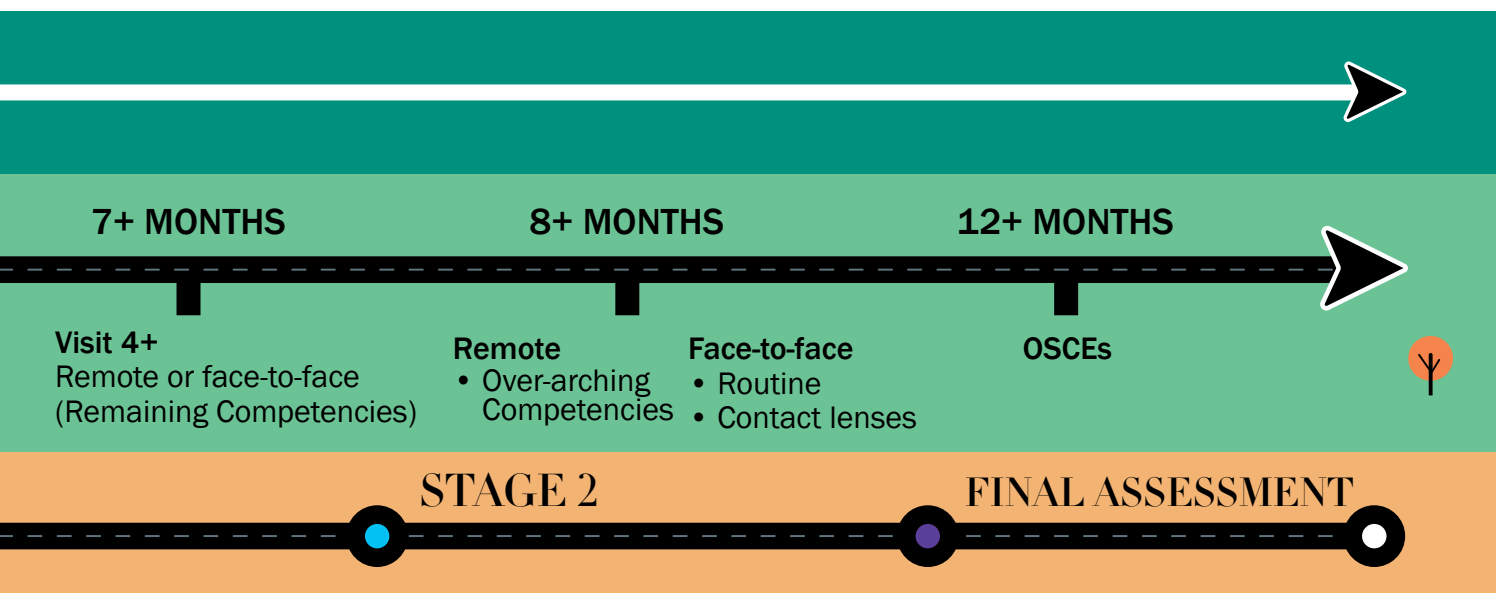 7+ MONTHS
8+ MONTHS
12+ MONTHS
Visit 4+
Remote or face-to-face
(Remaining Competencies)
Remote
• Over-arching
Competencies
Face-to-face
• Routine
• Contact lenses
OSCEs
STAGE 2
FINAL ASSESSMENT